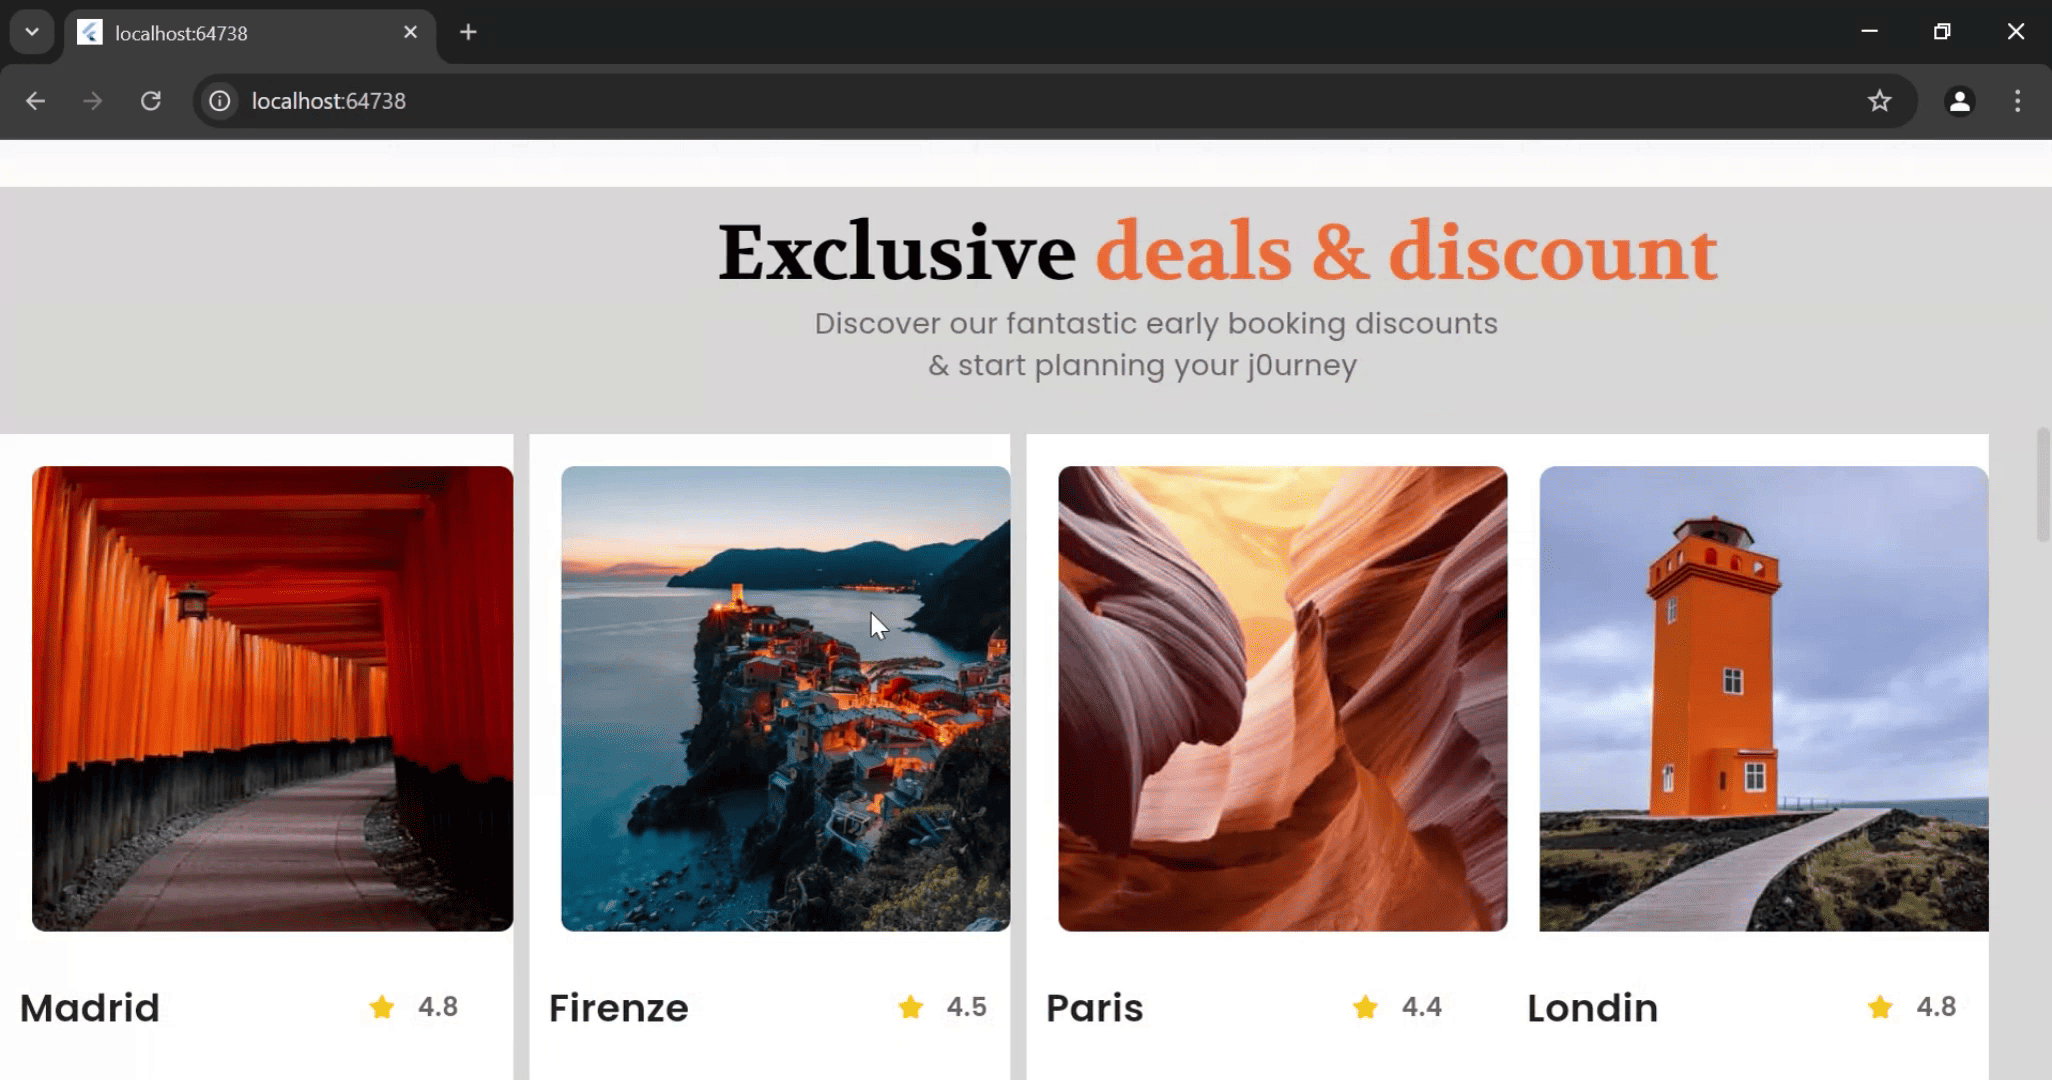 localhost:64738
localhost:64738
Exclusive deals & discount
Discover our fantastic early booking discounts
& start planning your j0urney
Madrid 4.8
Firenze 4.5
Paris 4.4
Londin 4.8